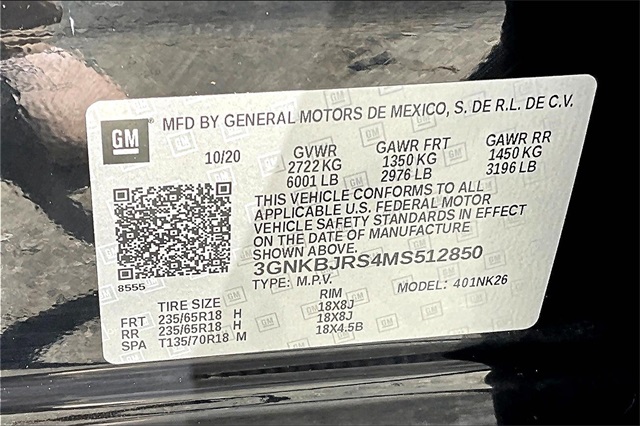 GM
MFD BY GENERAL MOTORS DE MEXICO, S. DE R.L. DE C.V.
10/20 GVWR GAWR FRT GAWR RR
2722 KG 1350 KG 1450 KG
6001 LB 2976 LB 3196 LB
THIS VEHICLE CONFORMS TO ALL
APPLICABLE U.S. FEDERAL MOTOR
VEHICLE SAFETY STANDARDS IN EFFECT
ON THE DATE OF MANUFACTURE
SHOWN ABOVE.
3GNKBJRS4MS512850
8555
TYPE: M.P.V. MODEL: 401NK26
TIRE SIZE RIM
FRT 235/65R18 H 18X8J
RR 235/65R18 H 18X8J
SPA T135/70R18 M 18X4.5B